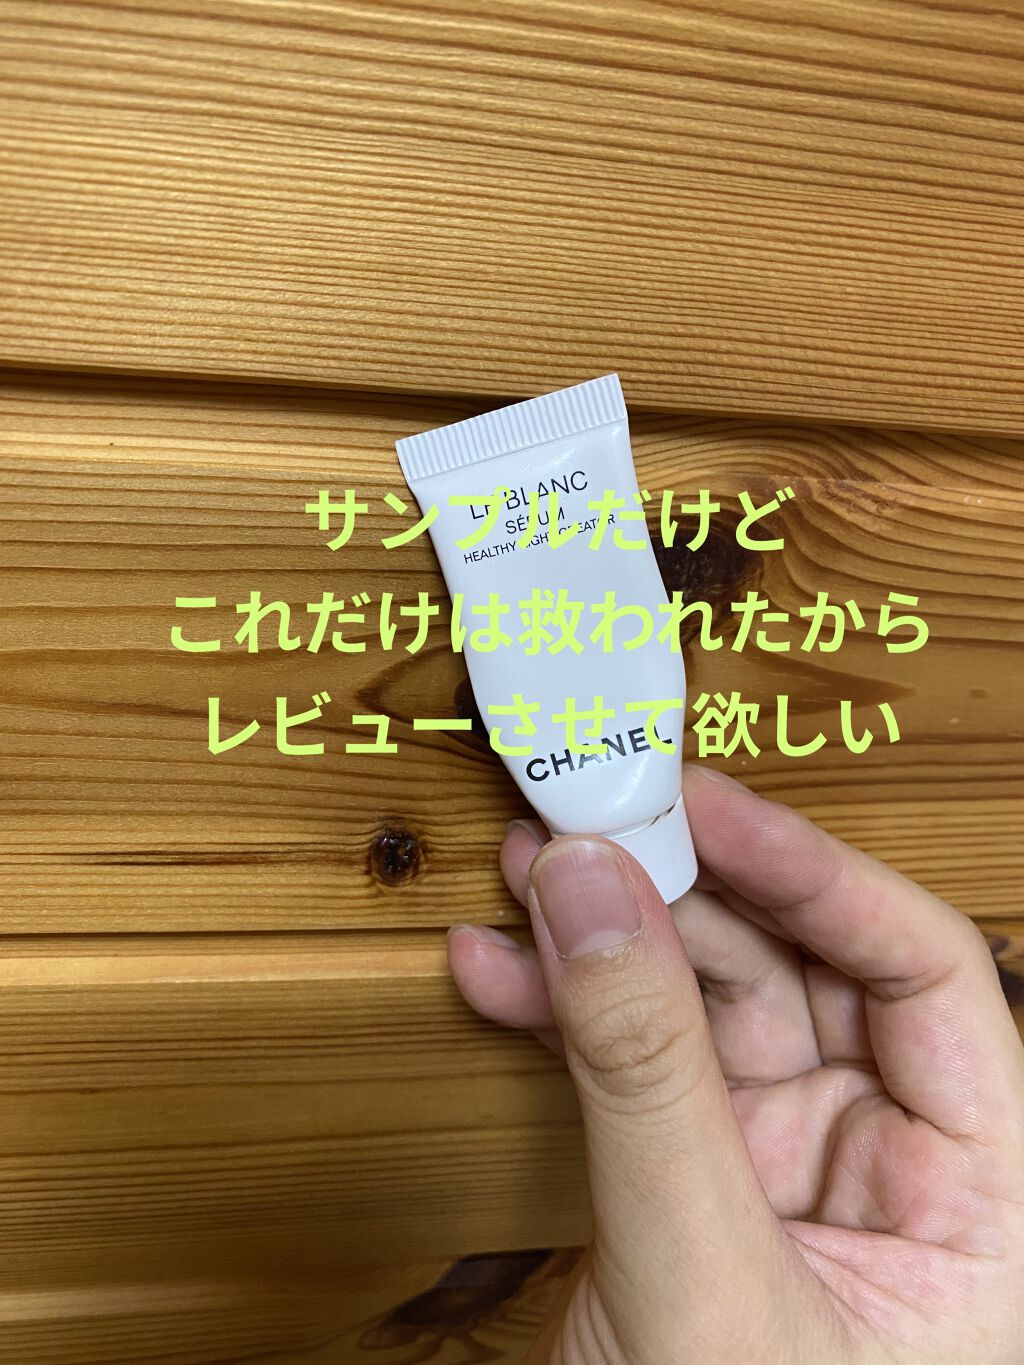 LE BLANC
SÉRUM
HEALTHY LIGHT CREATOR
サンプルだけど
これだけは救われたから
レビューさせて欲しい
CHANEL